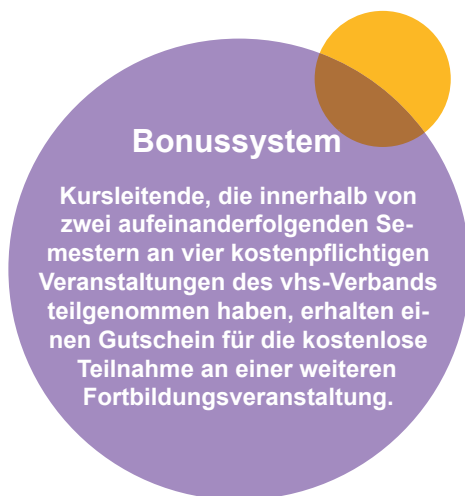 Bonussystem
Kursleitende, die innerhalb von
zwei aufeinanderfolgenden Se-
mestern an vier kostenpflichtigen
Veranstaltungen des vhs-Verbands
teilgenommen haben, erhalten ei-
nen Gutschein für die kostenlose
Teilnahme an einer weiteren
Fortbildungsveranstaltung.